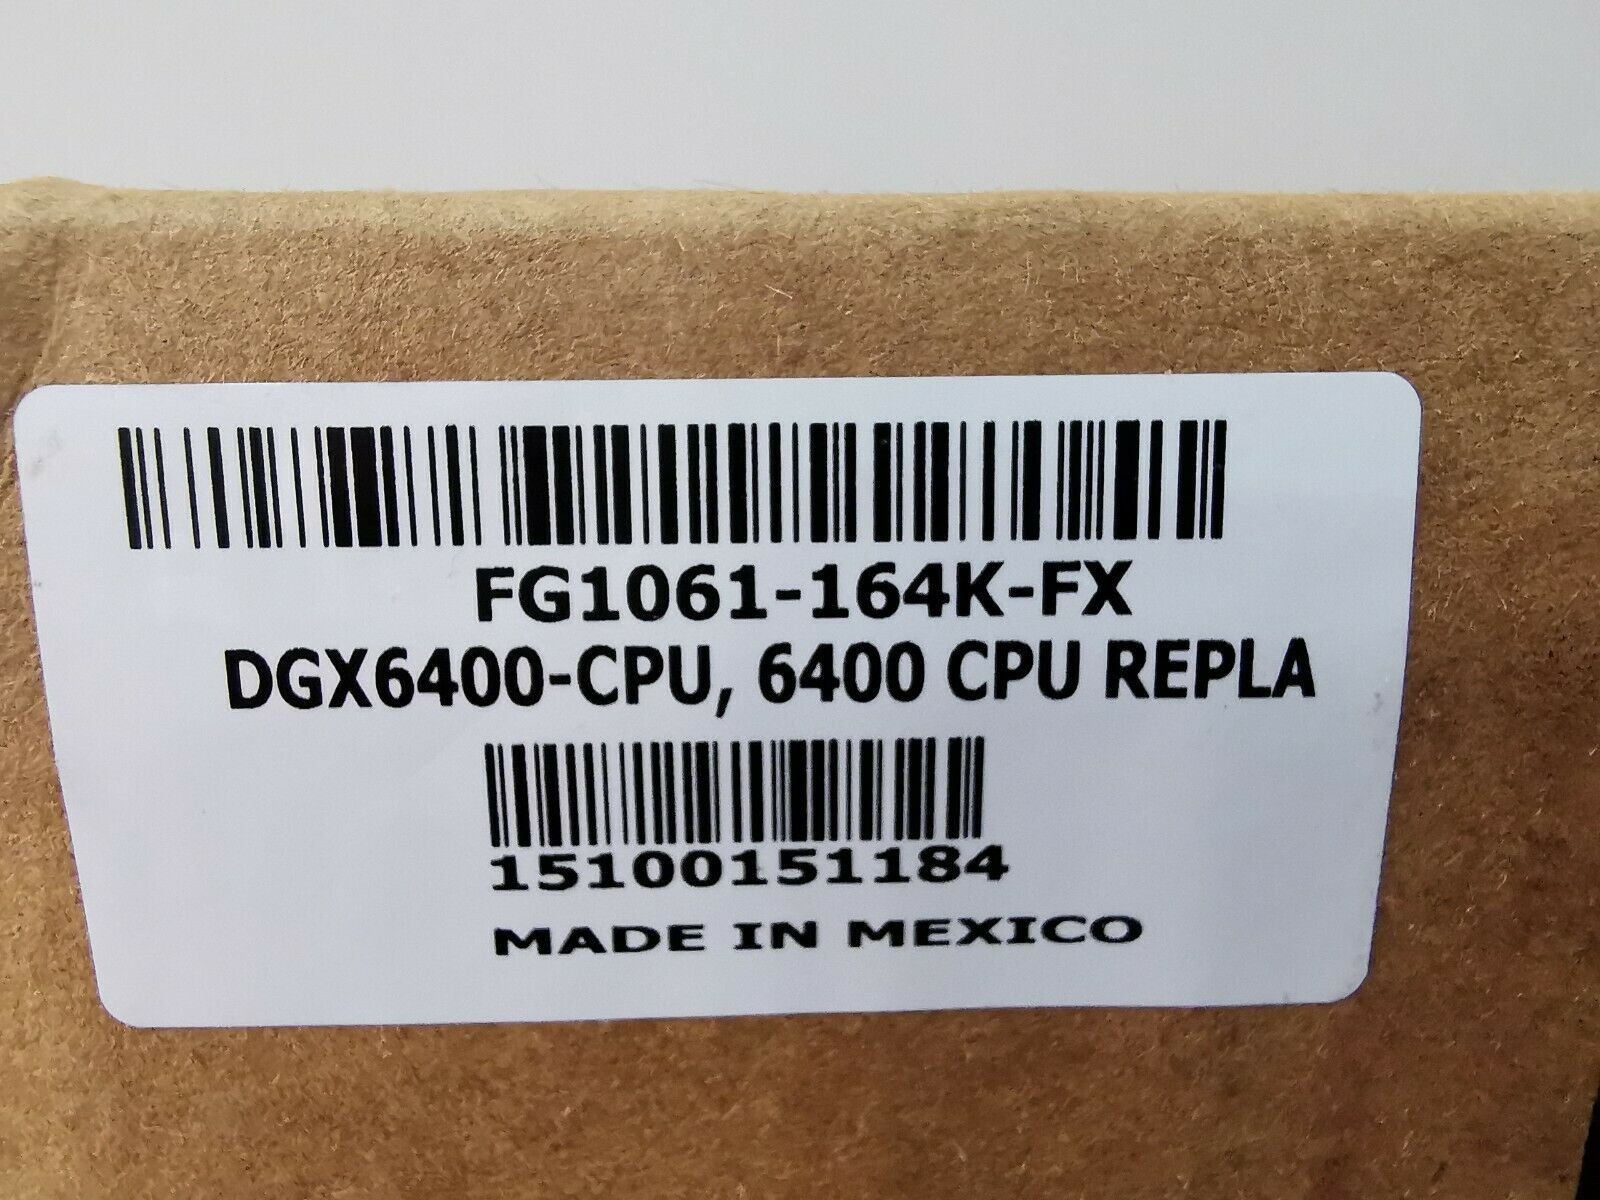 FG1061-164K-FX
DGX6400-CPU, 6400 CPU REPLA
15100151184
MADE IN MEXICO